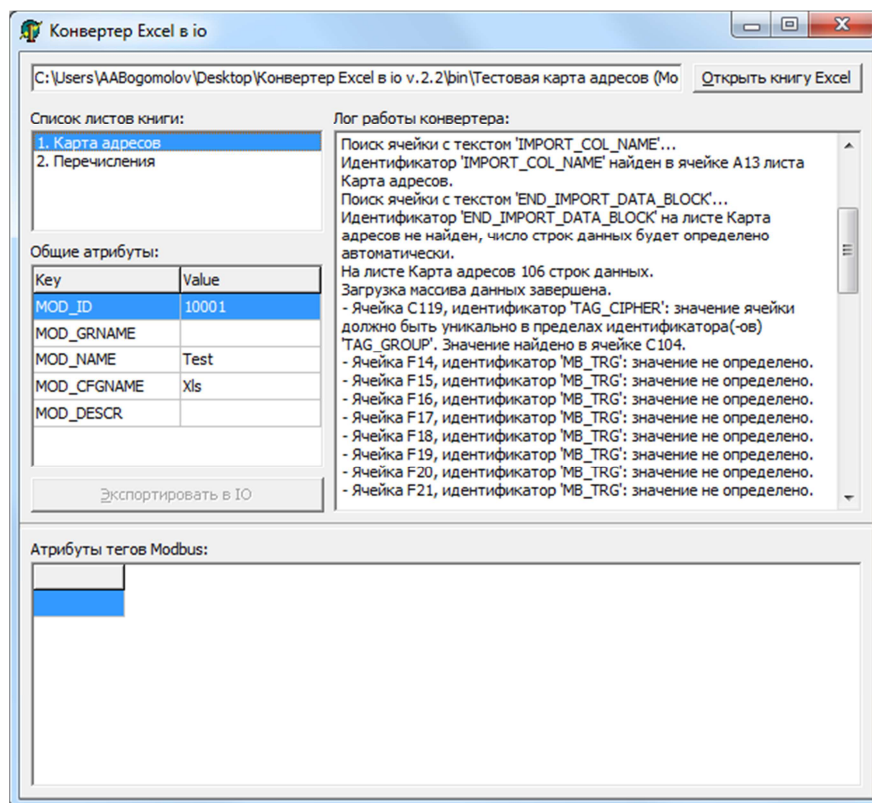 Конвертер Excel в io
C:\Users\AABogomolov\Desktop\Конвертер Excel в io v.2.2\bin\Тестовая карта адресов (Mo
Открыть книгу Excel
Список листов книги:
1. Карта адресов
2. Перечисления
Общие атрибуты:
Key Value
MOD_ID 10001
MOD_GRNAME
MOD_NAME Test
MOD_CFGNAME Xls
MOD_DESCR
Экспортировать в IO
Лог работы конвертера:
Поиск ячейки с текстом 'IMPORT_COL_NAME'...
Идентификатор 'IMPORT_COL_NAME' найден в ячейке A13 листа
Карта адресов.
Поиск ячейки с текстом 'END_IMPORT_DATA_BLOCK'...
Идентификатор 'END_IMPORT_DATA_BLOCK' на листе Карта
адресов не найден, число строк данных будет определено
автоматически.
На листе Карта адресов 106 строк данных.
Загрузка массива данных завершена.
- Ячейка C119, идентификатор 'TAG_CIPHER': значение ячейки
должно быть уникально в пределах идентификатора(-ов)
'TAG_GROUP'. Значение найдено в ячейке C104.
- Ячейка F14, идентификатор 'MB_TRG': значение не определено.
- Ячейка F15, идентификатор 'MB_TRG': значение не определено.
- Ячейка F16, идентификатор 'MB_TRG': значение не определено.
- Ячейка F17, идентификатор 'MB_TRG': значение не определено.
- Ячейка F18, идентификатор 'MB_TRG': значение не определено.
- Ячейка F19, идентификатор 'MB_TRG': значение не определено.
- Ячейка F20, идентификатор 'MB_TRG': значение не определено.
- Ячейка F21, идентификатор 'MB_TRG': значение не определено.
Атрибуты тегов Modbus: